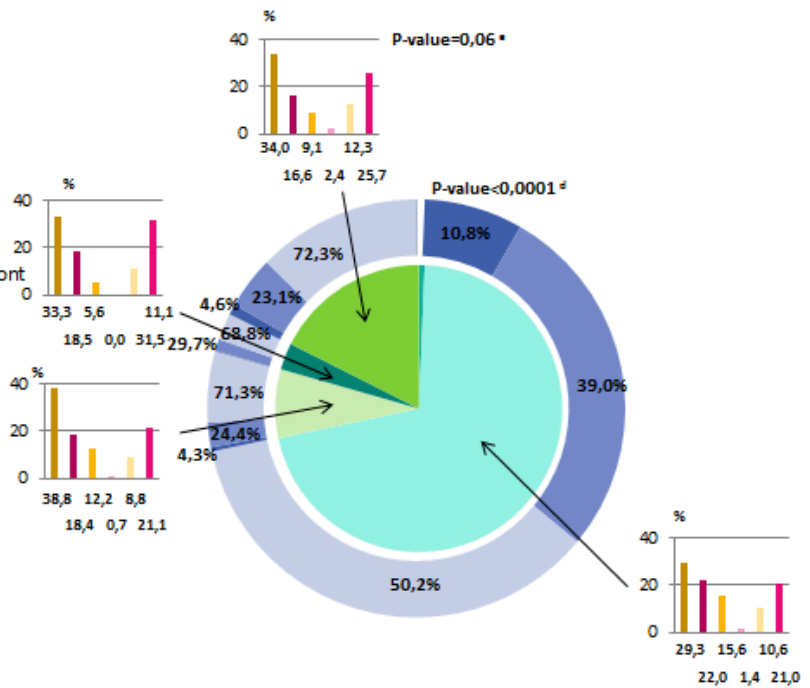 %
40
20
0
34,0 9,1 12,3
16,6 2,4 25,7
P-value=0,06 ᵉ
P-value<0,0001 ᵈ
%
40
20
0
ont
33,3 5,6 11,1
18,5 0,0 31,5
%
40
20
0
38,8 12,2 8,8
18,4 0,7 21,1
10,8%
72,3%
23,1%
4,6%
68,8%
29,7%
71,3%
24,4%
4,3%
39,0%
50,2%
%
40
20
0
29,3 15,6 10,6
22,0 1,4 21,0